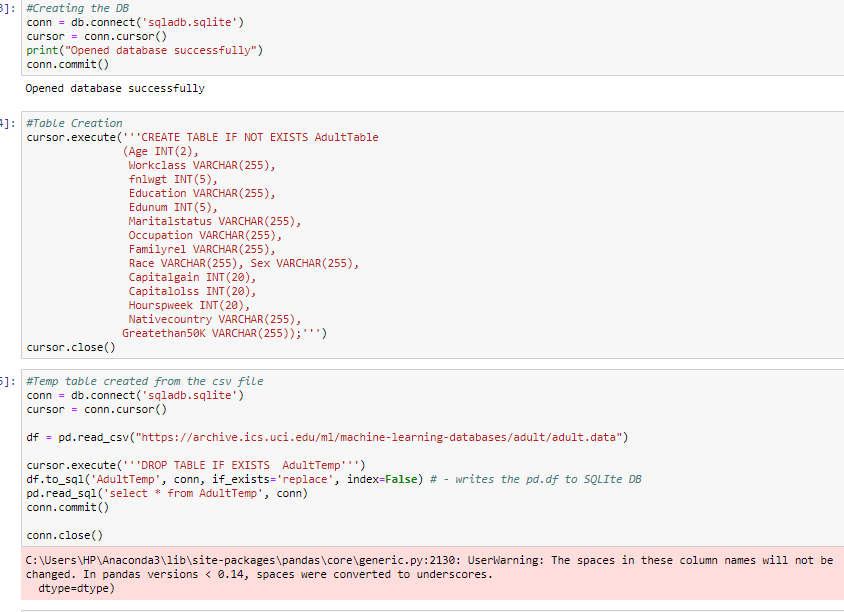 3]: #Creating the DB
conn = db.connect('sqladb.sqlite')
cursor = conn.cursor()
print("Opened database successfully")
conn.commit()
Opened database successfully
4]: #Table Creation
cursor.execute('''CREATE TABLE IF NOT EXISTS AdultTable
(Age INT(2),
Workclass VARCHAR(255),
fnlwgt INT(5),
Education VARCHAR(255),
Edunum INT(5),
Maritalstatus VARCHAR(255),
Occupation VARCHAR(255),
Familyrel VARCHAR(255),
Race VARCHAR(255), Sex VARCHAR(255),
Capitalgain INT(20),
Capitalolss INT(20),
Hourspweek INT(20),
Nativecountry VARCHAR(255),
Greatethan50K VARCHAR(255));''')
cursor.close()
5]: #Temp table created from the csv file
conn = db.connect('sqladb.sqlite')
cursor = conn.cursor()
df = pd.read_csv("https://archive.ics.uci.edu/ml/machine-learning-databases/adult/adult.data")
cursor.execute('''DROP TABLE IF EXISTS  AdultTemp''')
df.to_sql('AdultTemp', conn, if_exists='replace', index=False) # - writes the pd.df to SQLIte DB
pd.read_sql('select * from AdultTemp', conn)
conn.commit()
conn.close()
C:\Users\HP\Anaconda3\lib\site-packages\pandas\core\generic.py:2130: UserWarning: The spaces in these column names will not be
changed. In pandas versions < 0.14, spaces were converted to underscores.
dtype=dtype)